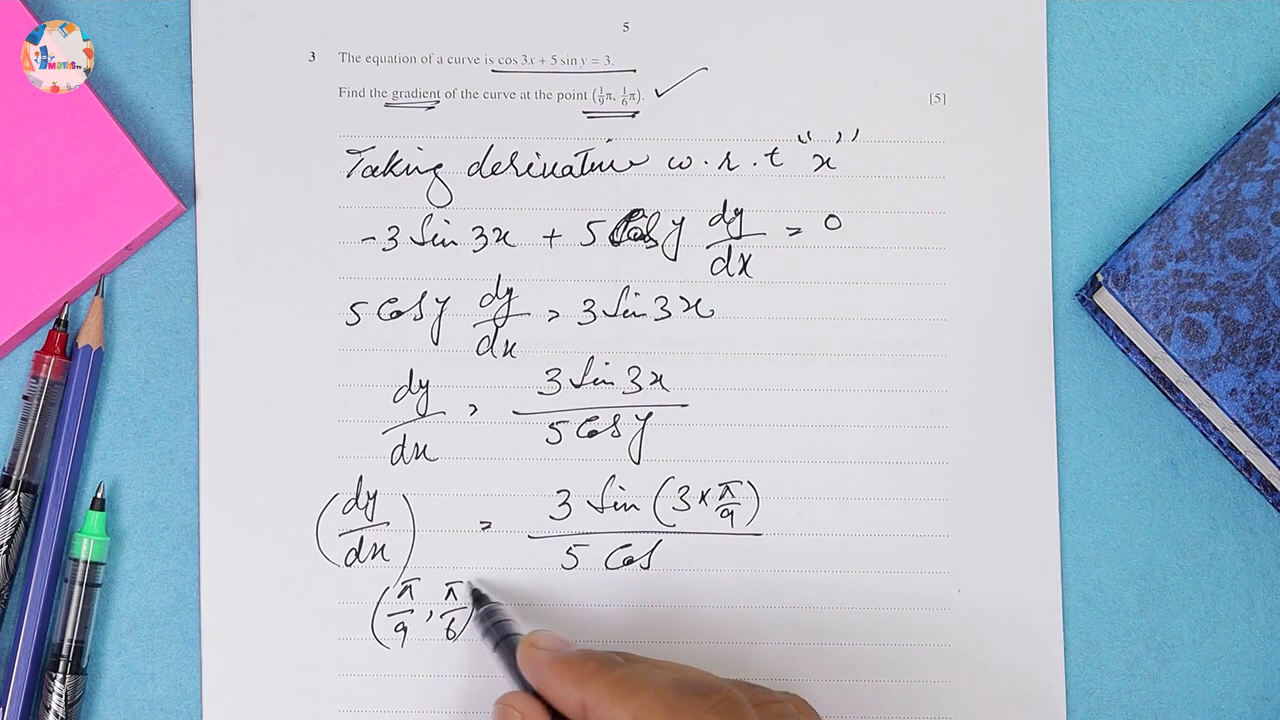 5
3 The equation of a curve is cos 3x + 5 sin y = 3.
Find the gradient of the curve at the point (1/9 π, 1/6 π). [5]
Taking derivative w.r.t "x"
-3 Sin 3x + 5 Cos y dy/dx = 0
5 Cos y dy/dx = 3 Sin 3x
dy/dx = 3 Sin 3x / 5 Cos y
(dy/dx) = 3 Sin (3 × π/9) / 5 Cos
(π/9, π/6)